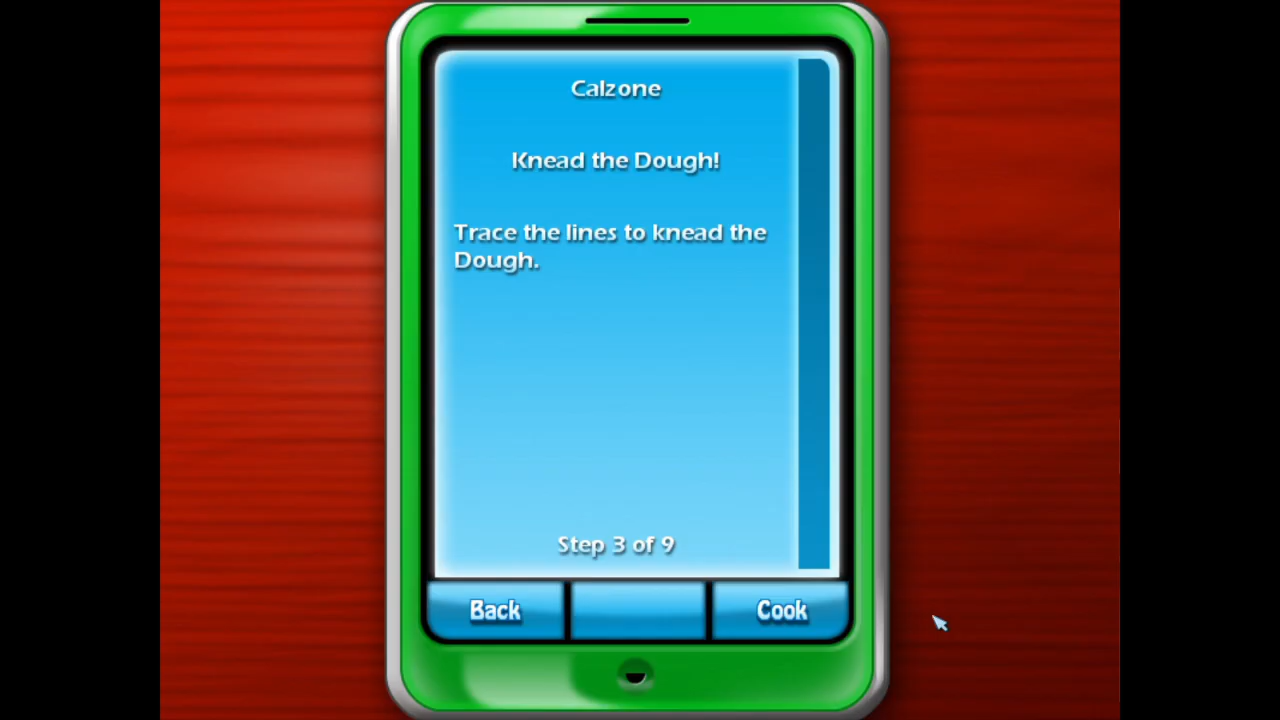 Calzone
Knead the Dough!
Trace the lines to knead the
Dough.
Step 3 of 9
Back
Cook